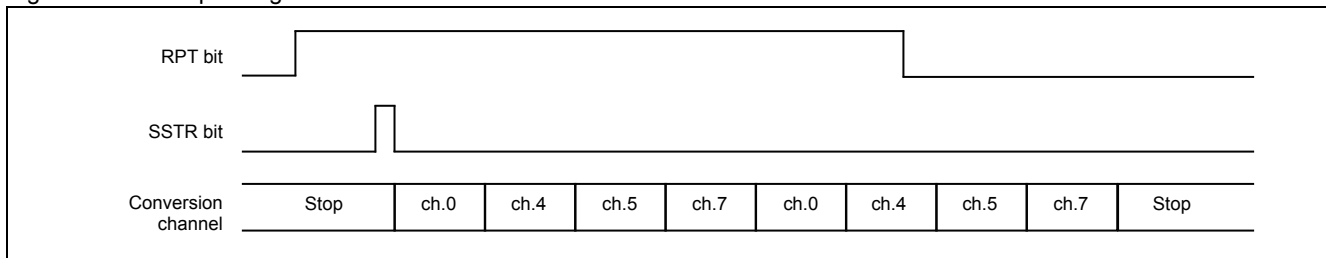 RPT bit
SSTR bit
Conversion
channel
Stop ch.0 ch.4 ch.5 ch.7 ch.0 ch.4 ch.5 ch.7 Stop